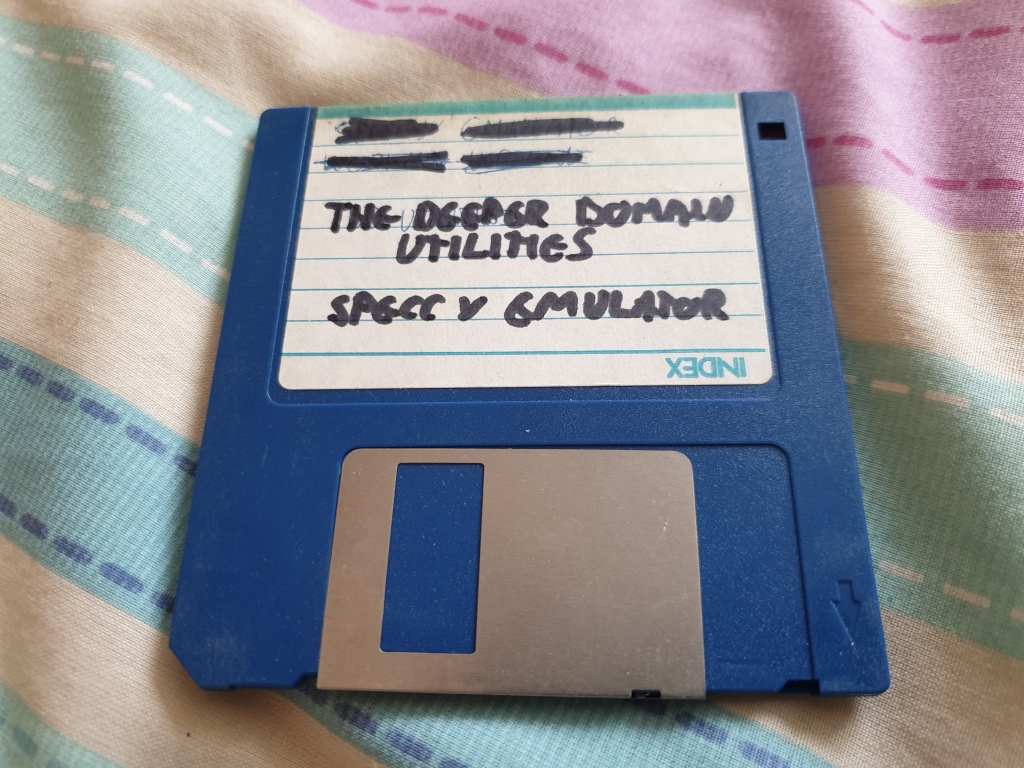 THE DEEPER DOMAIN
UTILITIES
SPECCY EMULATOR
INDEX